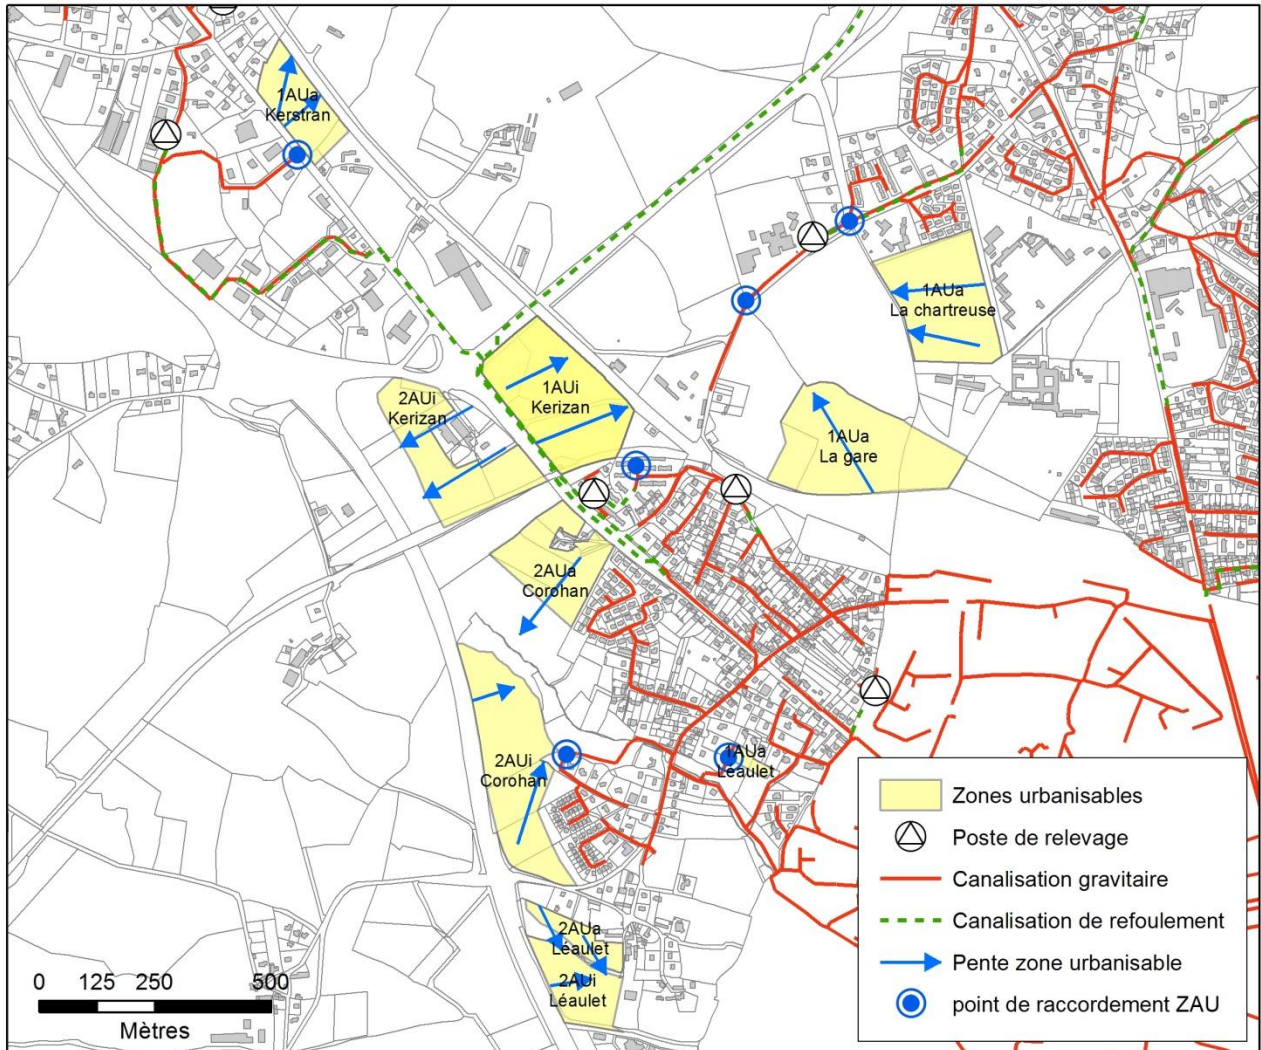 1AUa
Kerstran
1AUa
La chartreuse
1AUi
Kerizan
2AUi
Kerizan
1AUa
La gare
2AUa
Corohan
2AUi
Corohan
1AUa
Léaulet
2AUa
Léaulet
2AUi
Léaulet
0 125 250 500
Mètres
Zones urbanisables
Poste de relevage
Canalisation gravitaire
Canalisation de refoulement
Pente zone urbanisable
point de raccordement ZAU